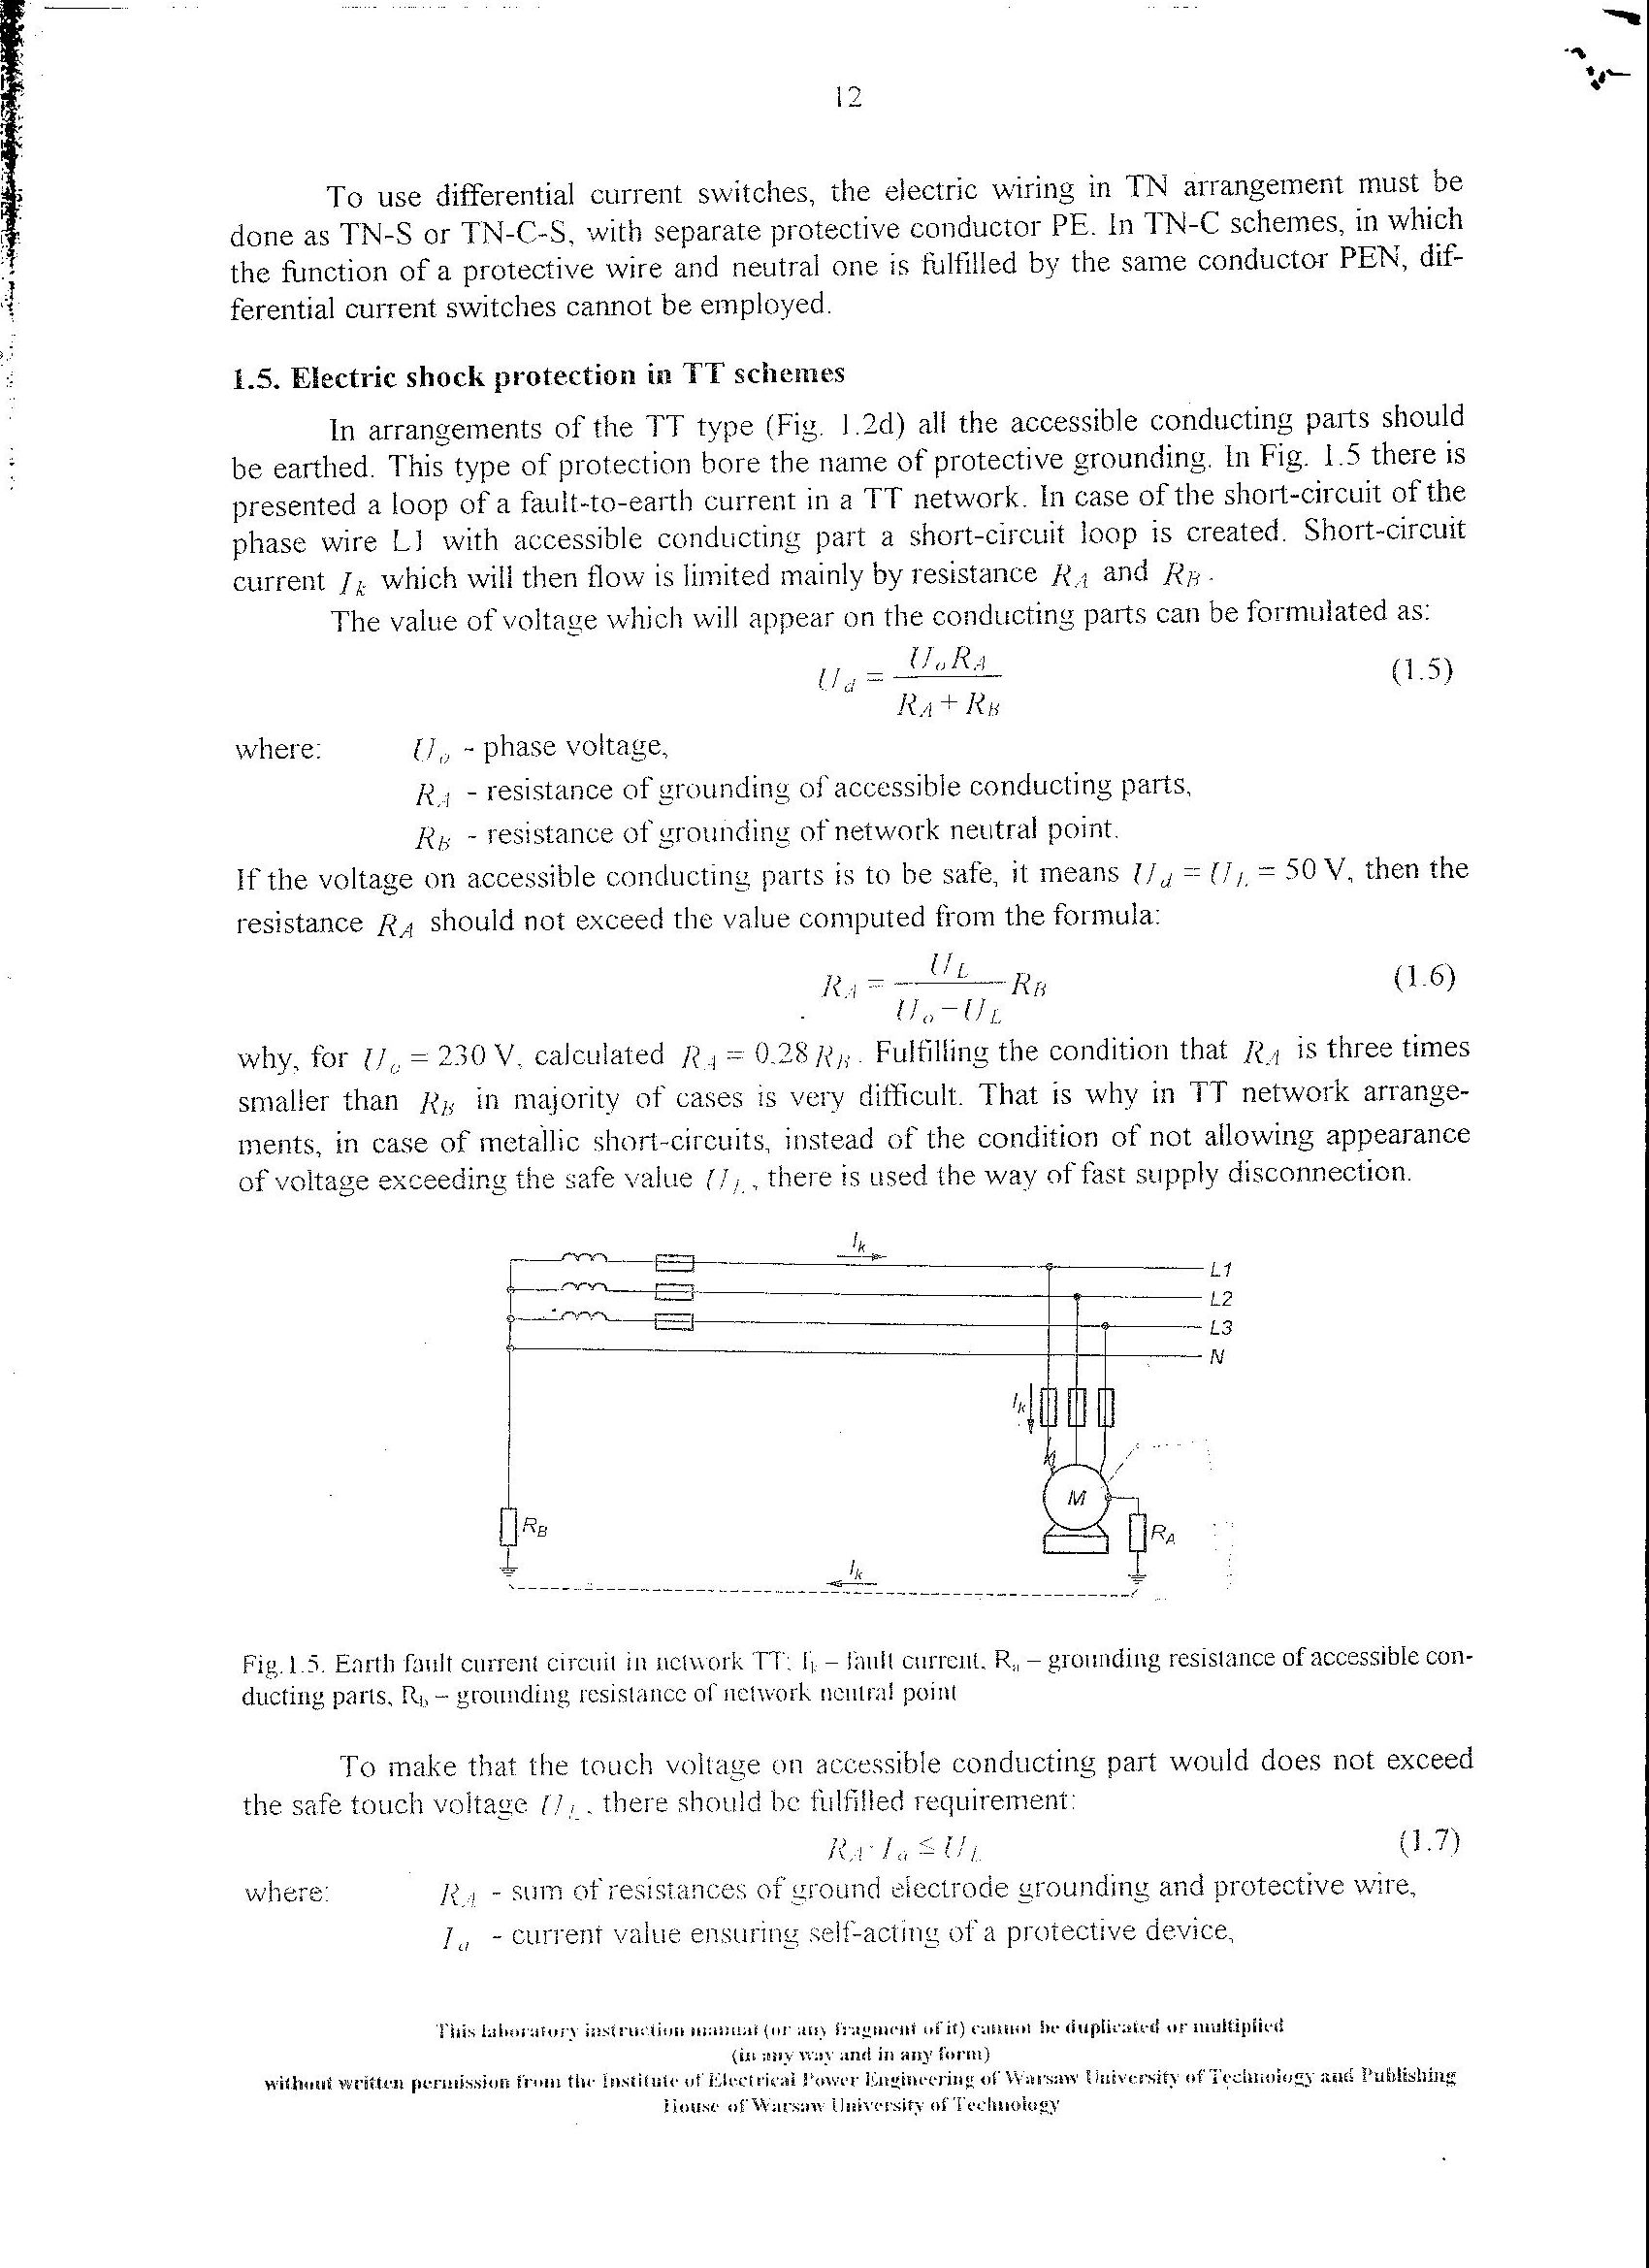 12
To use differential current switches, the electric wiring in TN arrangement must be
done as TN-S or TN-C-S, with separate protective conductor PE. In TN-C schemes, in which
the function of a protective wire and neutral one is fulfilled by the same conductor PEN, dif-
ferential current switches cannot be employed.
1.5. Electric shock protection in TT schemes
In arrangements of the TT type (Fig. 1.2d) all the accessible conducting parts should
be earthed. This type of protection bore the name of protective grounding. In Fig. 1.5 there is
presented a loop of a fault-to-earth current in a TT network. In case of the short-circuit of the
phase wire L1 with accessible conducting part a short-circuit loop is created. Short-circuit
current I_k which will then flow is limited mainly by resistance R_A and R_B.
The value of voltage which will appear on the conducting parts can be formulated as:
U_d = U_o R_A / (R_A + R_B) (1.5)
where: U_o - phase voltage,
R_A - resistance of grounding of accessible conducting parts,
R_B - resistance of grounding of network neutral point.
If the voltage on accessible conducting parts is to be safe, it means U_d = U_L = 50 V, then the
resistance R_A should not exceed the value computed from the formula:
R_A = U_L / (U_o - U_L) R_B (1.6)
why, for U_o = 230 V, calculated R_A = 0.28 R_B. Fulfilling the condition that R_A is three times
smaller than R_B in majority of cases is very difficult. That is why in TT network arrange-
ments, in case of metallic short-circuits, instead of the condition of not allowing appearance
of voltage exceeding the safe value U_L, there is used the way of fast supply disconnection.
I_k
L1
L2
L3
N
I_k
M
R_B
R_A
I_k
Fig.1.5. Earth fault current circuit in network TT: I_k – fault current, R_a – grounding resistance of accessible con-
ducting parts, R_b – grounding resistance of network neutral point
To make that the touch voltage on accessible conducting part would does not exceed
the safe touch voltage U_L, there should be fulfilled requirement:
R_A · I_a ≤ U_L (1.7)
where: R_A - sum of resistances of ground electrode grounding and protective wire,
I_a - current value ensuring self-acting of a protective device,
This laboratory instruction manual (or any fragment of it) cannot be duplicated or multiplied
(in any way and in any form)
without written permission from the Institute of Electrical Power Engineering of Warsaw University of Technology and Publishing
House of Warsaw University of Technology